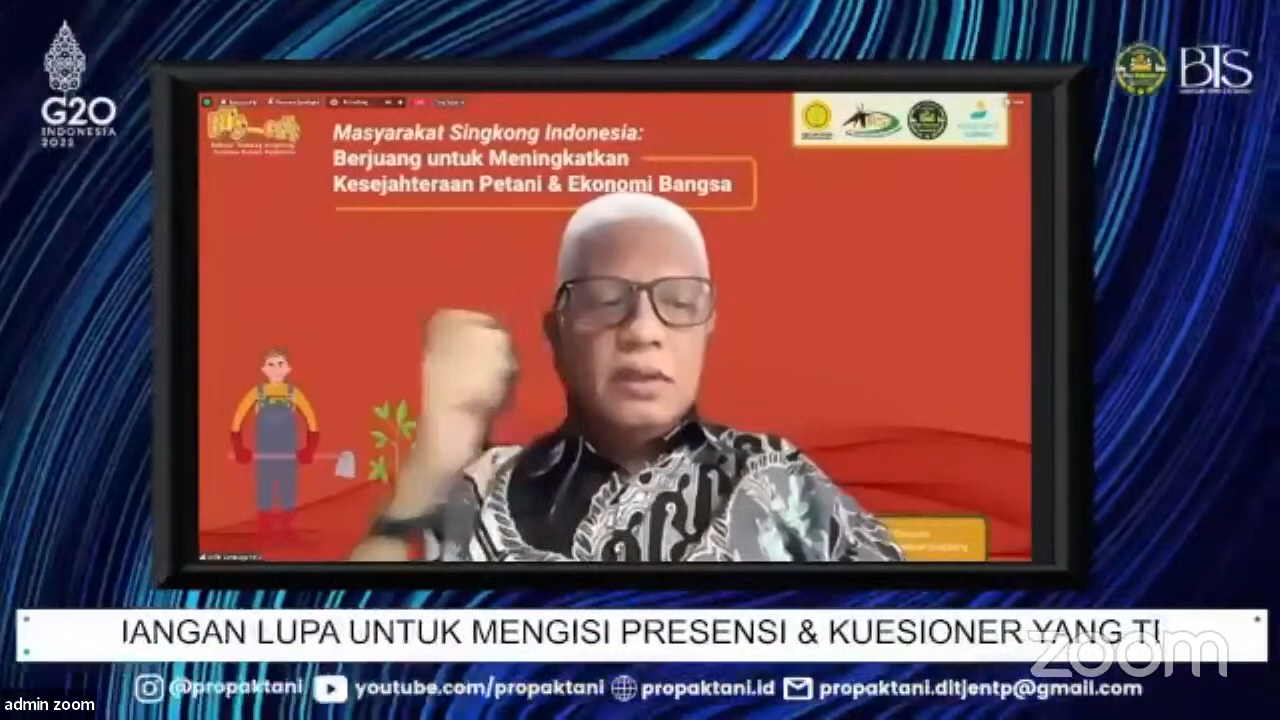 G20
INDONESIA
2022
BTS
Masyarakat Singkong Indonesia:
Berjuang untuk Meningkatkan
Kesejahteraan Petani & Ekonomi Bangsa
JANGAN LUPA UNTUK MENGISI PRESENSI & KUESIONER YANG TI
zoom
@propaktani
youtube.com/propaktani
propaktani.id
propaktani.ditjentp@gmail.com
admin zoom